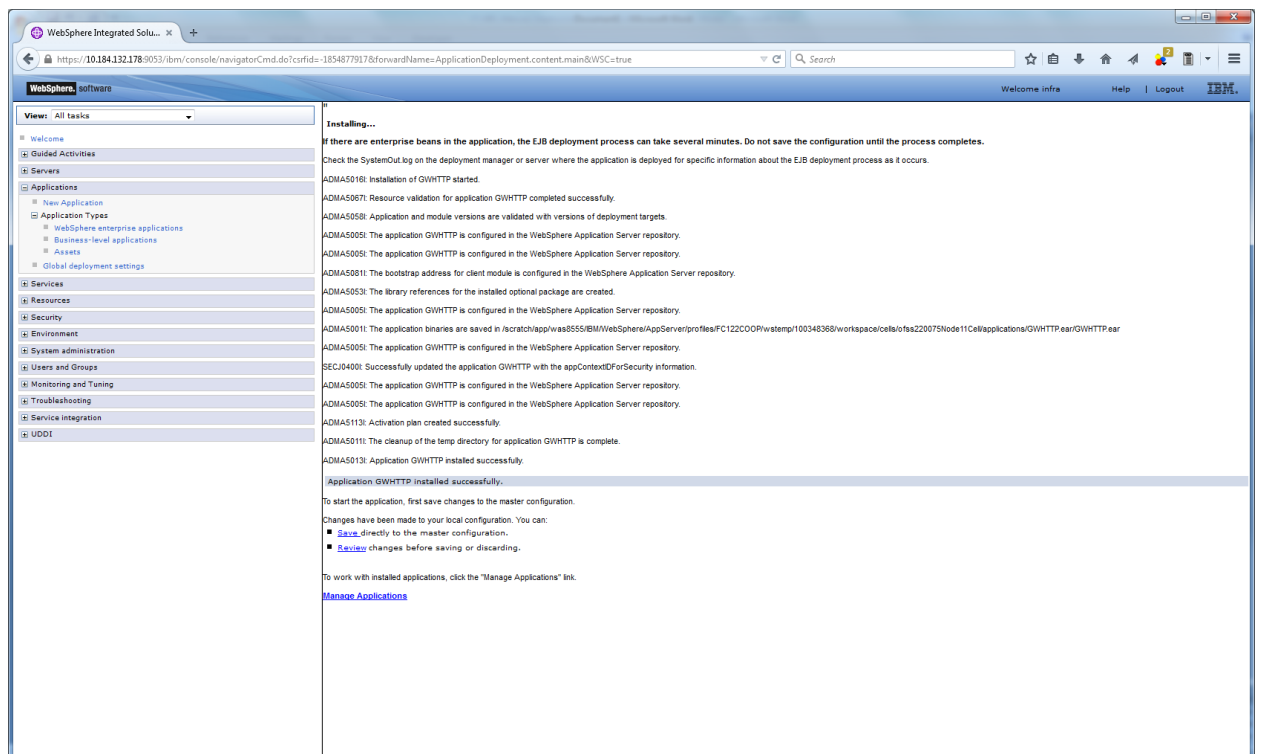 WebSphere Integrated Solu... × +
https://10.184.132.178:9053/ibm/console/navigatorCmd.do?csrfid=-1854877917&forwardName=ApplicationDeployment.content.main&WSC=true
Search
2
WebSphere. software
Welcome infra
Help | Logout
IBM.
View: All tasks
Welcome
Guided Activities
Servers
Applications
New Application
Application Types
WebSphere enterprise applications
Business-level applications
Assets
Global deployment settings
Services
Resources
Security
Environment
System administration
Users and Groups
Monitoring and Tuning
Troubleshooting
Service integration
UDDI
"
Installing...
If there are enterprise beans in the application, the EJB deployment process can take several minutes. Do not save the configuration until the process completes.
Check the SystemOut.log on the deployment manager or server where the application is deployed for specific information about the EJB deployment process as it occurs.
ADMA5016I: Installation of GWHTTP started.
ADMA5067I: Resource validation for application GWHTTP completed successfully.
ADMA5058I: Application and module versions are validated with versions of deployment targets.
ADMA5005I: The application GWHTTP is configured in the WebSphere Application Server repository.
ADMA5005I: The application GWHTTP is configured in the WebSphere Application Server repository.
ADMA5081I: The bootstrap address for client module is configured in the WebSphere Application Server repository.
ADMA5053I: The library references for the installed optional package are created.
ADMA5005I: The application GWHTTP is configured in the WebSphere Application Server repository.
ADMA5001I: The application binaries are saved in /scratch/app/was8555/IBM/WebSphere/AppServer/profiles/FC122COOP/wstemp/100348368/workspace/cells/ofss220075Node11Cell/applications/GWHTTP.ear/GWHTTP.ear
ADMA5005I: The application GWHTTP is configured in the WebSphere Application Server repository.
SECJ0400I: Successfully updated the application GWHTTP with the appContextIDForSecurity information.
ADMA5005I: The application GWHTTP is configured in the WebSphere Application Server repository.
ADMA5005I: The application GWHTTP is configured in the WebSphere Application Server repository.
ADMA5113I: Activation plan created successfully.
ADMA5011I: The cleanup of the temp directory for application GWHTTP is complete.
ADMA5013I: Application GWHTTP installed successfully.
Application GWHTTP installed successfully.
To start the application, first save changes to the master configuration.
Changes have been made to your local configuration. You can:
Save directly to the master configuration.
Review changes before saving or discarding.
To work with installed applications, click the "Manage Applications" link.
Manage Applications